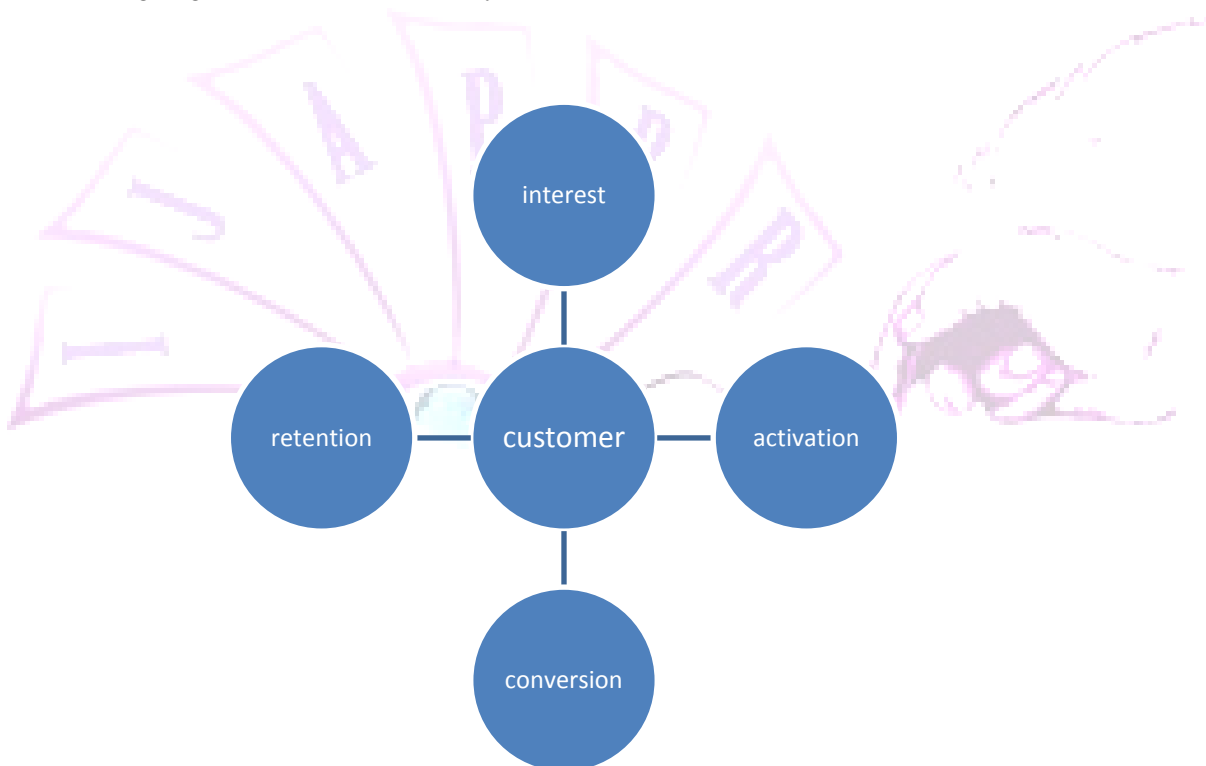 I J A P S R
interest
retention
customer
activation
conversion